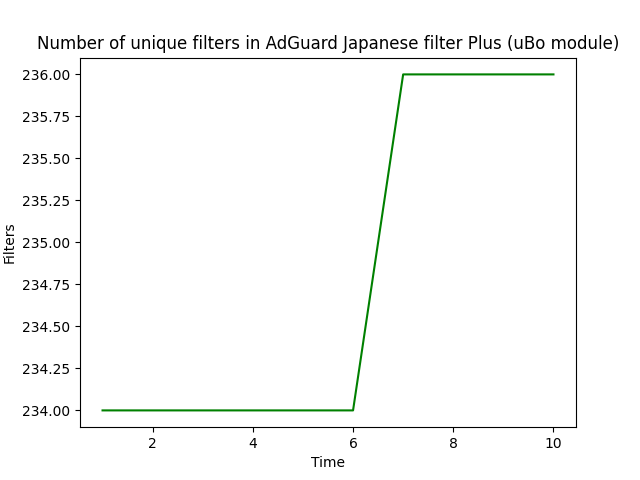 Number of unique filters in AdGuard Japanese filter Plus (uBo module)
236.00
235.75
235.50
235.25
235.00
234.75
234.50
234.25
234.00
Filters
2 4 6 8 10
Time